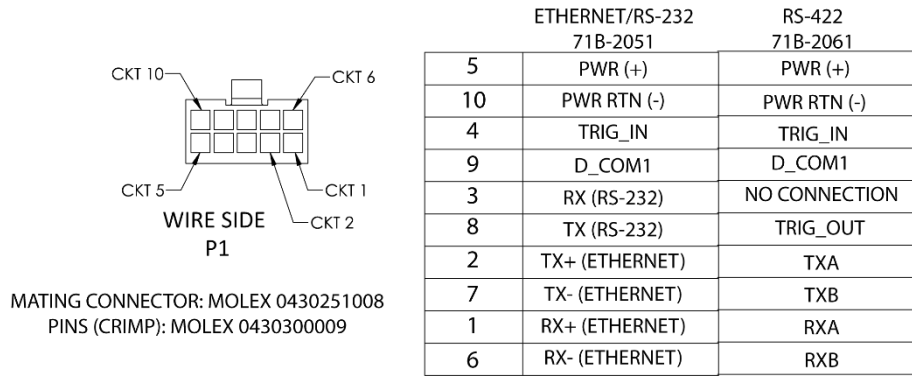 ETHERNET/RS-232 RS-422
71B-2051 71B-2061
CKT 10
CKT 6
CKT 5
CKT 1
CKT 2
WIRE SIDE
P1
MATING CONNECTOR: MOLEX 0430251008
PINS (CRIMP): MOLEX 0430300009
5 PWR (+) PWR (+)
10 PWR RTN (-) PWR RTN (-)
4 TRIG_IN TRIG_IN
9 D_COM1 D_COM1
3 RX (RS-232) NO CONNECTION
8 TX (RS-232) TRIG_OUT
2 TX+ (ETHERNET) TXA
7 TX- (ETHERNET) TXB
1 RX+ (ETHERNET) RXA
6 RX- (ETHERNET) RXB